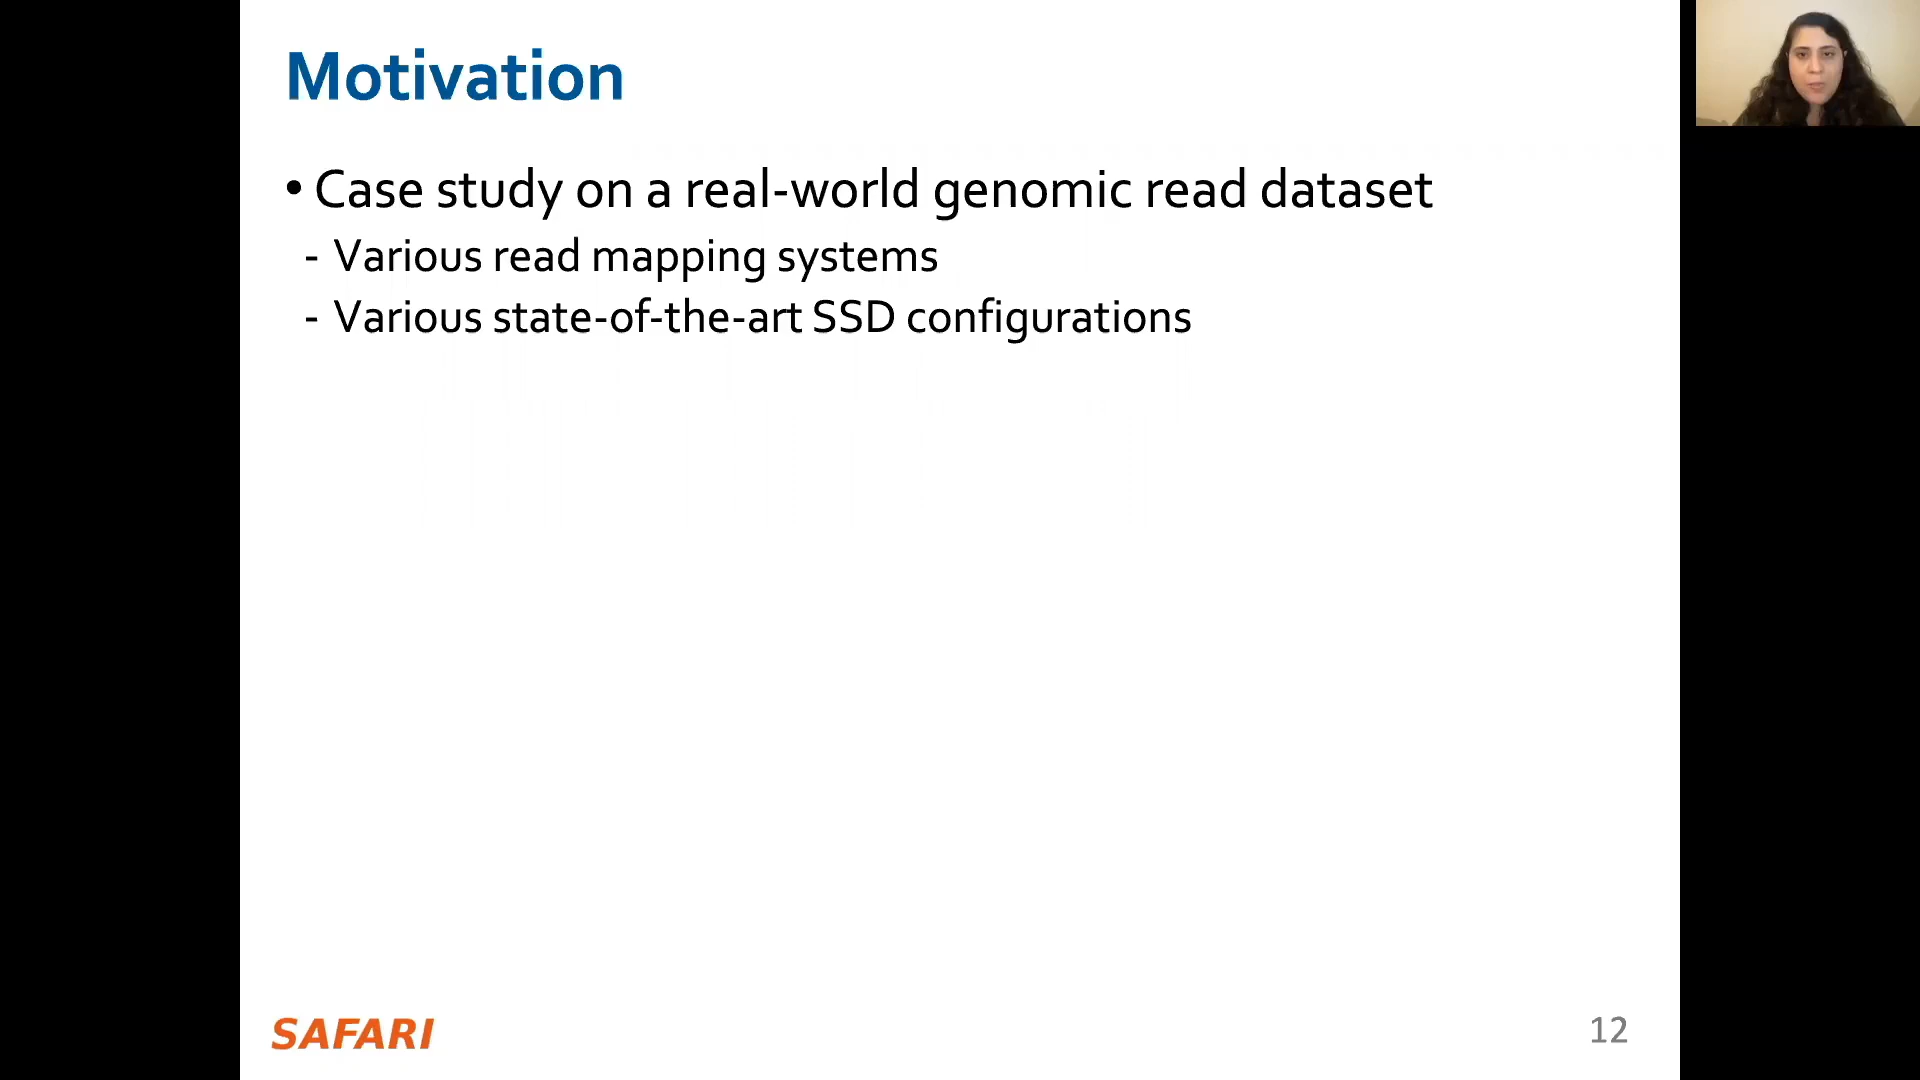 Motivation
• Case study on a real-world genomic read dataset
- Various read mapping systems
- Various state-of-the-art SSD configurations
SAFARI
12